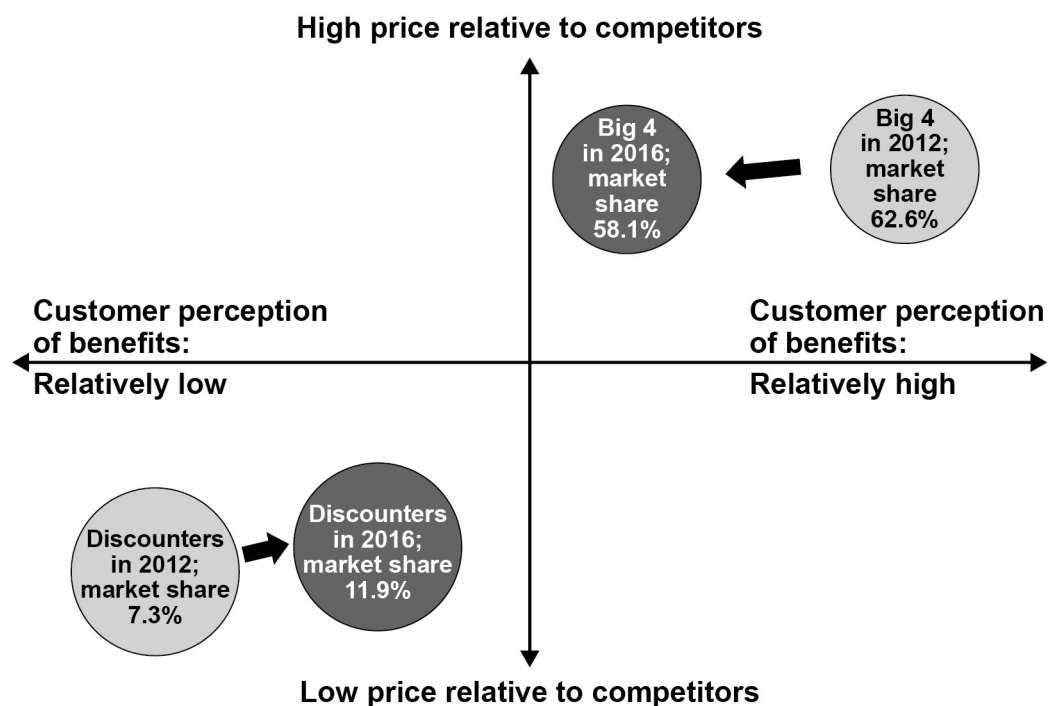 High price relative to competitors
Big 4
in 2016;
market
share
58.1%
Big 4
in 2012;
market
share
62.6%
Customer perception
of benefits:
Relatively low
Customer perception
of benefits:
Relatively high
Discounters
in 2012;
market share
7.3%
Discounters
in 2016;
market share
11.9%
Low price relative to competitors